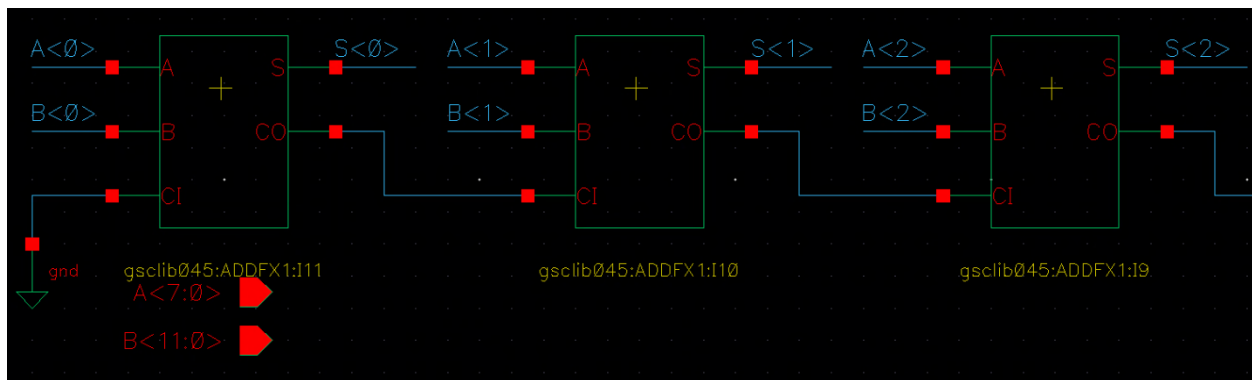 A<0> S<0> A<1> S<1> A<2> S<2>
A S A S A S
B<0> B<1> B<2>
B CO B CO B CO
CI CI CI
gnd gsclib045:ADDFX1:I11 gsclib045:ADDFX1:I10 gsclib045:ADDFX1:I9
A<7:0>
B<11:0>